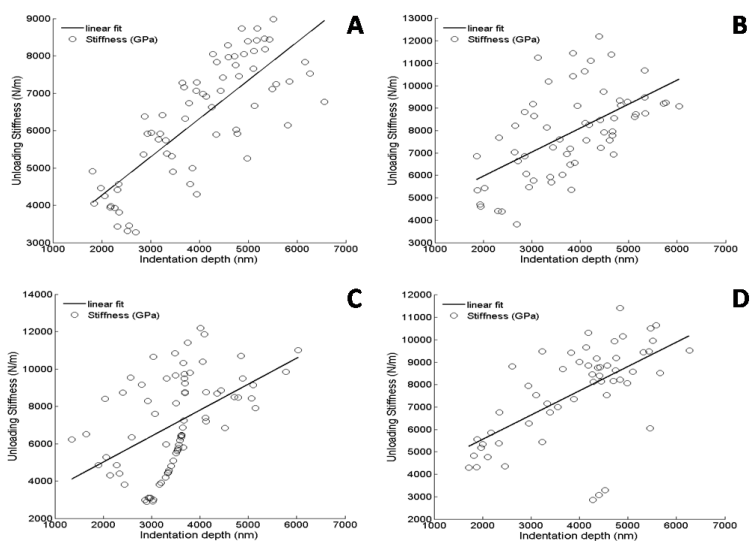 9000
8000
7000
6000
5000
4000
3000
1000 2000 3000 4000 5000 6000 7000
Unloading Stiffness (N/m)
Indentation depth (nm)
linear fit
Stiffness (GPa)
A
13000
12000
11000
10000
9000
8000
7000
6000
5000
4000
3000
1000 2000 3000 4000 5000 6000 7000
Unloading Stiffness (N/m)
Indentation depth (nm)
linear fit
Stiffness (GPa)
B
14000
12000
10000
8000
6000
4000
2000
1000 2000 3000 4000 5000 6000 7000
Unloading Stiffness (N/m)
Indentation depth (nm)
linear fit
Stiffness (GPa)
C
12000
11000
10000
9000
8000
7000
6000
5000
4000
3000
2000
1000 2000 3000 4000 5000 6000 7000
Unloading Stiffness (N/m)
Indentation depth (nm)
linear fit
Stiffness (GPa)
D